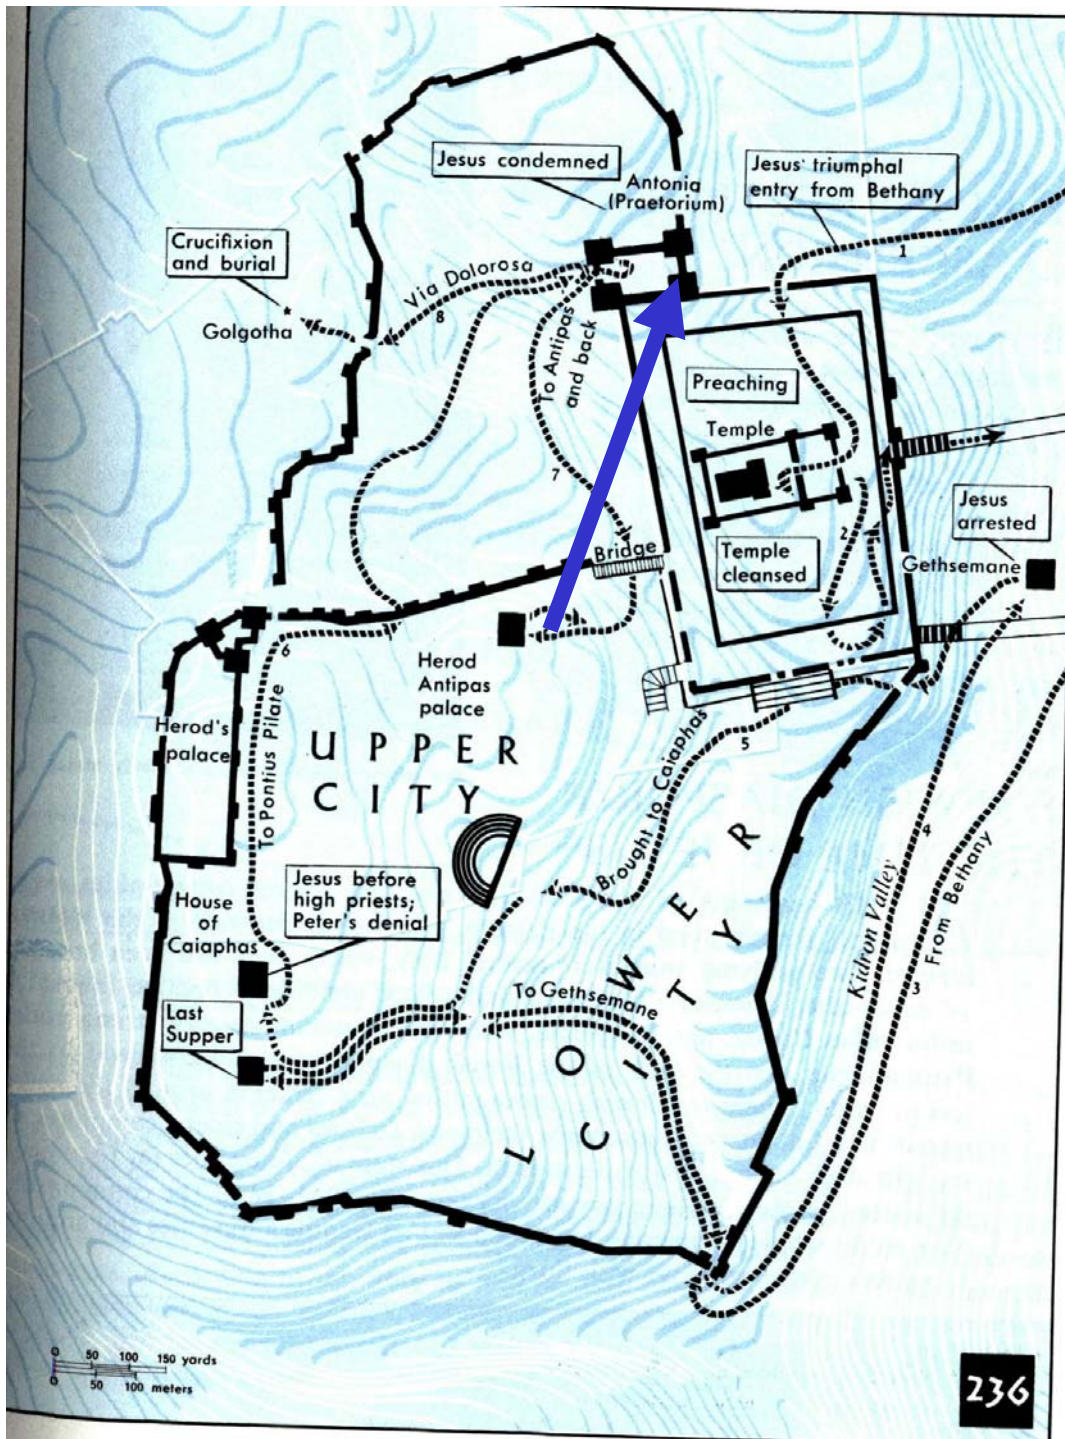 Jesus condemned
Antonia
(Praetorium)
Jesus' triumphal
entry from Bethany
1
Crucifixion
and burial
Golgotha
Via Dolorosa
8
To Antipas
and back
7
Preaching
Temple
2
Temple
cleansed
Jesus
arrested
Gethsemane
Bridge
6
Herod
Antipas
palace
Herod's
palace
To Pontius Pilate
UPPER
CITY
5
Brought to Caiaphas
4
Kidron Valley
From Bethany
3
Jesus before
high priests;
Peter's denial
House
of
Caiaphas
Last
Supper
To Gethsemane
LOWER
CITY
0 50 100 150 yards
0 50 100 meters
236